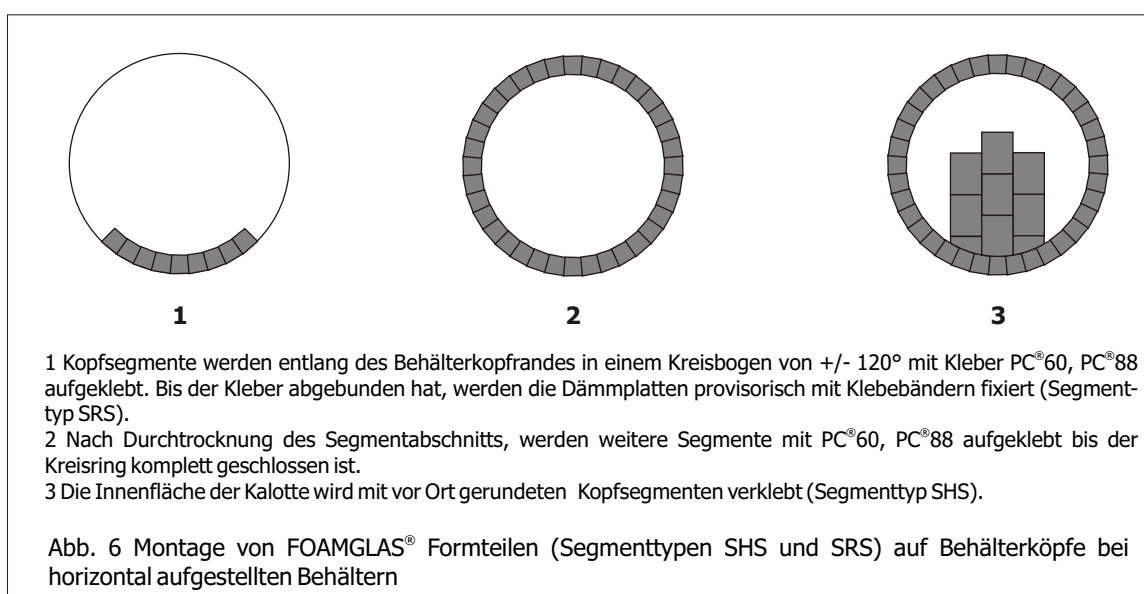 1 2 3
1 Kopfsegmente werden entlang des Behälterkopfrandes in einem Kreisbogen von +/- 120° mit Kleber PC®60, PC®88
aufgeklebt. Bis der Kleber abgebunden hat, werden die Dämmplatten provisorisch mit Klebebändern fixiert (Segment-
typ SRS).
2 Nach Durchtrocknung des Segmentabschnitts, werden weitere Segmente mit PC®60, PC®88 aufgeklebt bis der
Kreisring komplett geschlossen ist.
3 Die Innenfläche der Kalotte wird mit vor Ort gerundeten Kopfsegmenten verklebt (Segmenttyp SHS).
Abb. 6 Montage von FOAMGLAS® Formteilen (Segmenttypen SHS und SRS) auf Behälterköpfe bei
horizontal aufgestellten Behältern